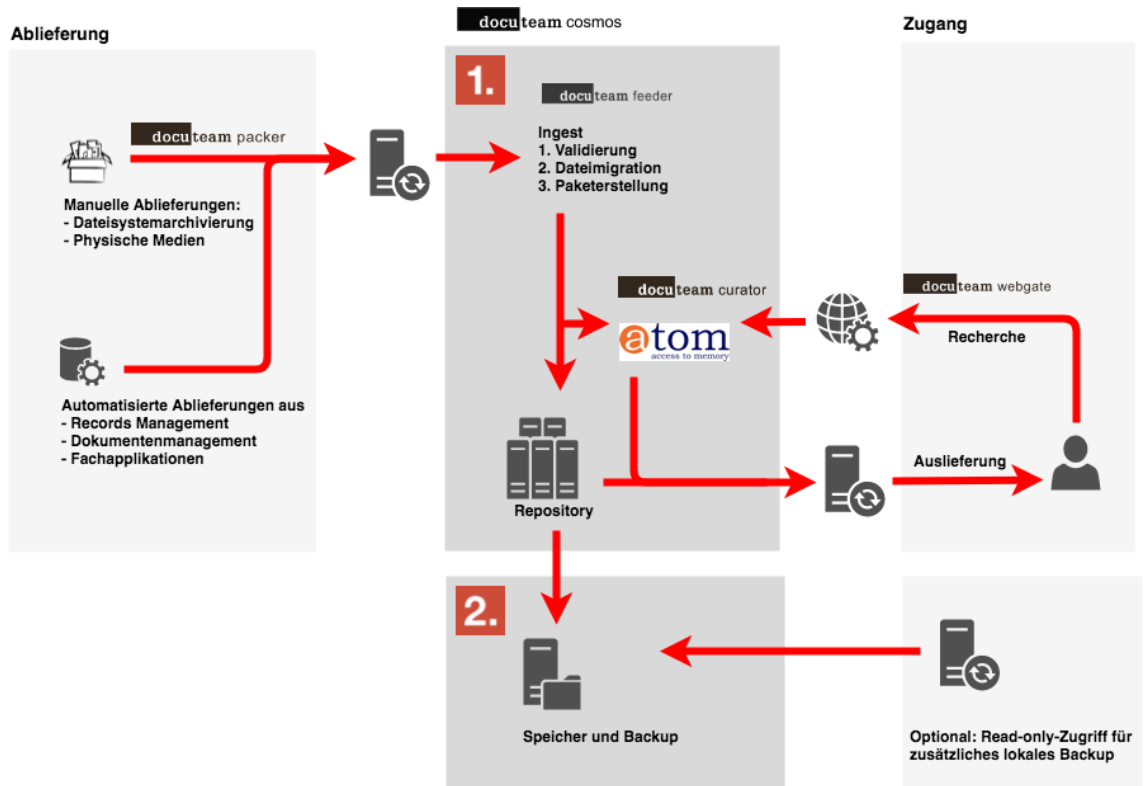 Ablieferung
docuteam cosmos
Zugang
1.
docuteam feeder
docuteam packer
Ingest
1. Validierung
2. Dateimigration
3. Paketerstellung
Manuelle Ablieferungen:
- Dateisystemarchivierung
- Physische Medien
docuteam curator
atom
access to memory
docuteam webgate
Recherche
Automatisierte Ablieferungen aus
- Records Management
- Dokumentenmanagement
- Fachapplikationen
Repository
Auslieferung
2.
Speicher und Backup
Optional: Read-only-Zugriff für
zusätzliches lokales Backup